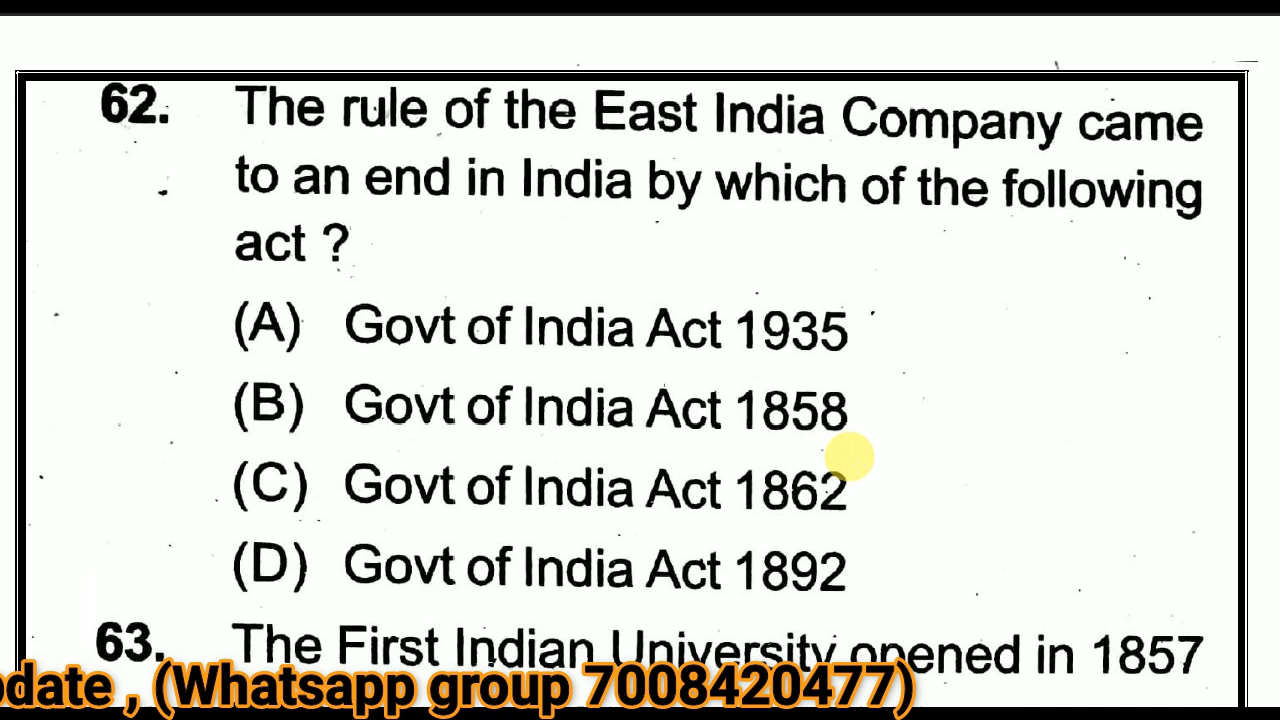 62. The rule of the East India Company came
to an end in India by which of the following
act ?
(A) Govt of India Act 1935
(B) Govt of India Act 1858
(C) Govt of India Act 1862
(D) Govt of India Act 1892
63. The First Indian University opened in 1857
pdate , (Whatsapp group 7008420477)